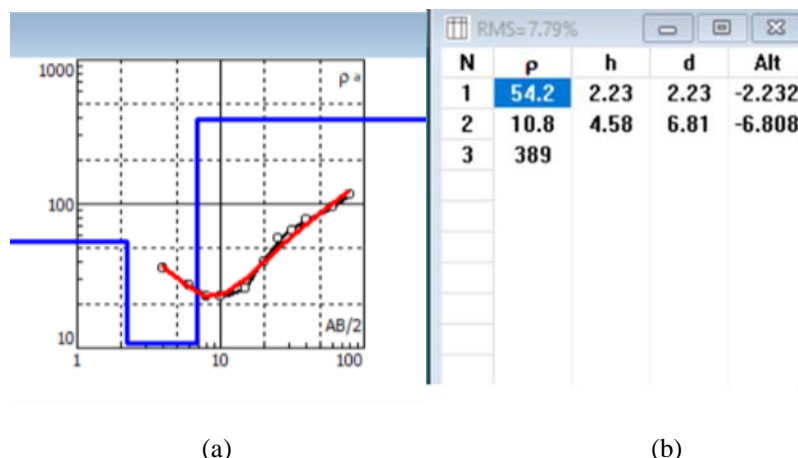 1000
ρ a
100
10
AB/2
1 10 100
RMS=7.79%
N ρ h d Alt
1 54.2 2.23 2.23 -2.232
2 10.8 4.58 6.81 -6.808
3 389
(a) (b)